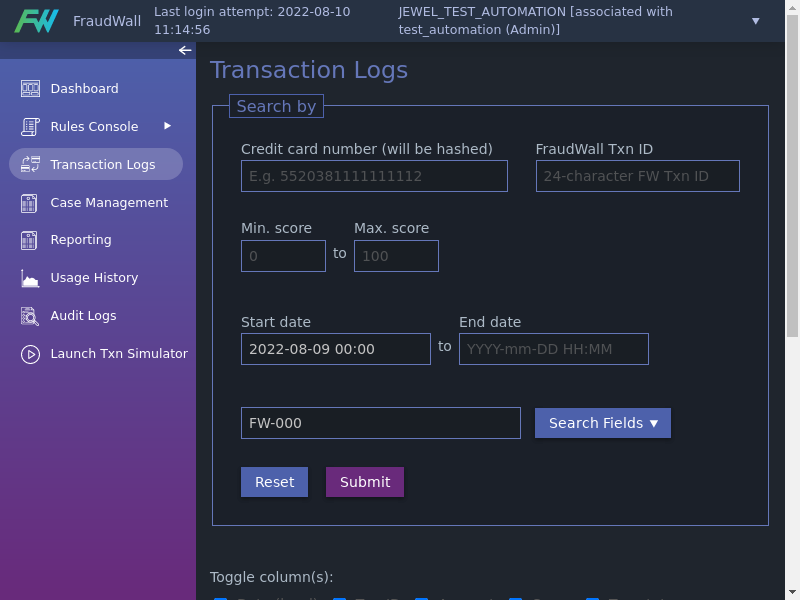 FW FraudWall
Last login attempt: 2022-08-10
11:14:56
JEWEL_TEST_AUTOMATION [associated with
test_automation (Admin)]
Dashboard
Rules Console
Transaction Logs
Case Management
Reporting
Usage History
Audit Logs
Launch Txn Simulator
Transaction Logs
Search by
Credit card number (will be hashed)
FraudWall Txn ID
E.g. 5520381111111112
24-character FW Txn ID
Min. score
Max. score
0
to
100
Start date
End date
2022-08-09 00:00
to
YYYY-mm-DD HH:MM
FW-000
Search Fields ▼
Reset
Submit
Toggle column(s):